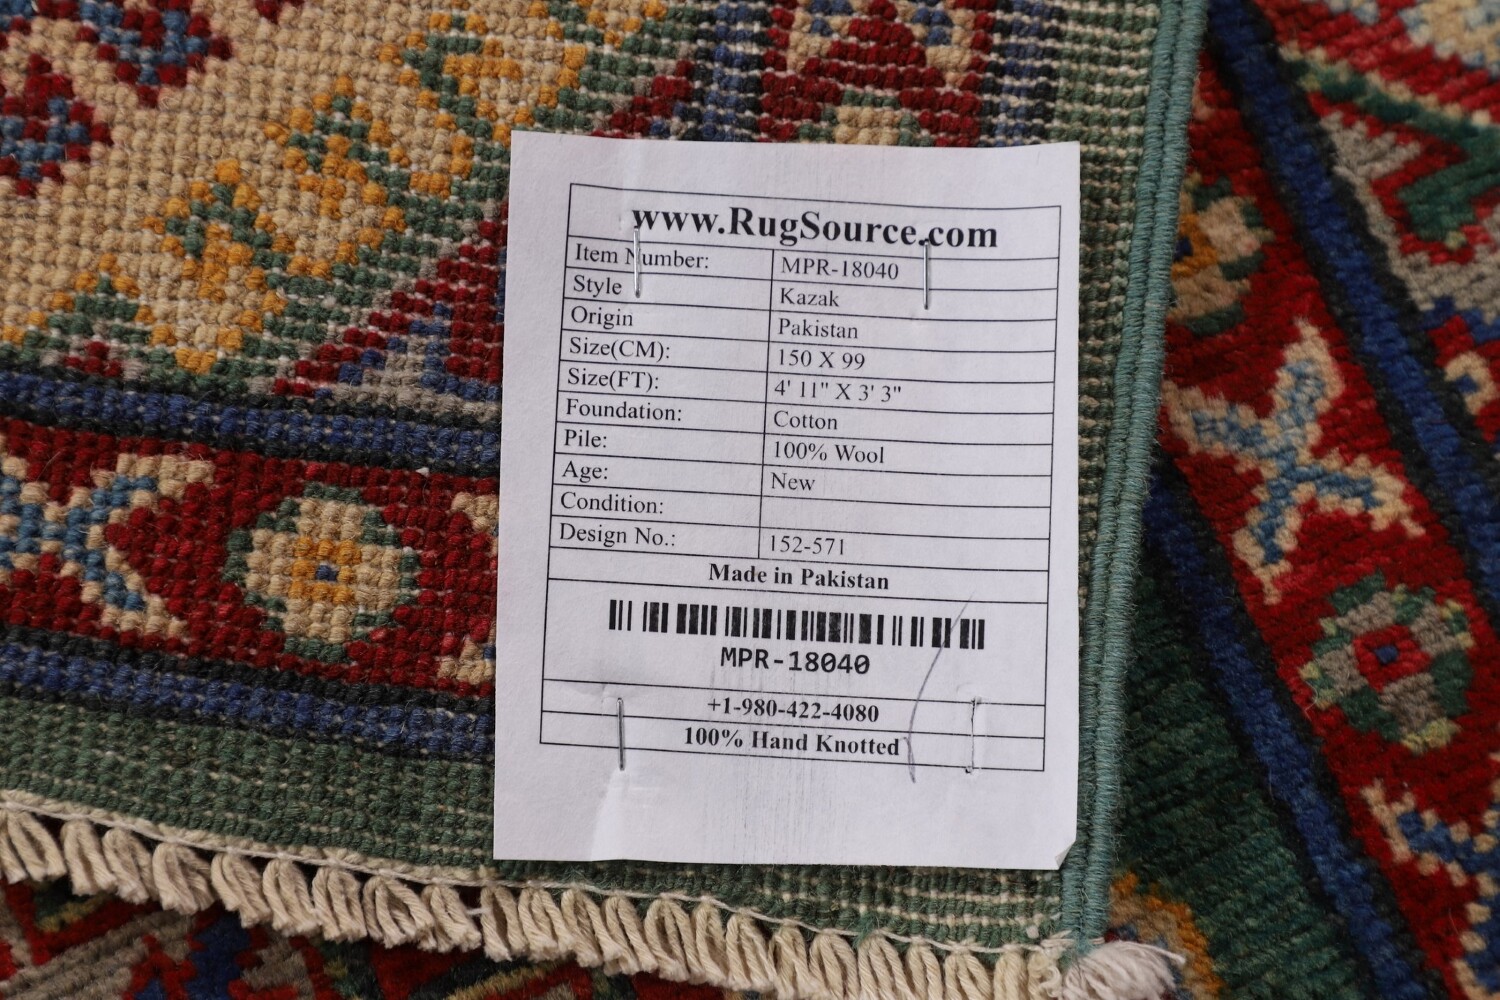 www.RugSource.com
Item Number: MPR-18040
Style Kazak
Origin Pakistan
Size(CM): 150 X 99
Size(FT): 4' 11" X 3' 3"
Foundation: Cotton
Pile: 100% Wool
Age: New
Condition:
Design No.: 152-571
Made in Pakistan
MPR-18040
+1-980-422-4080
100% Hand Knotted